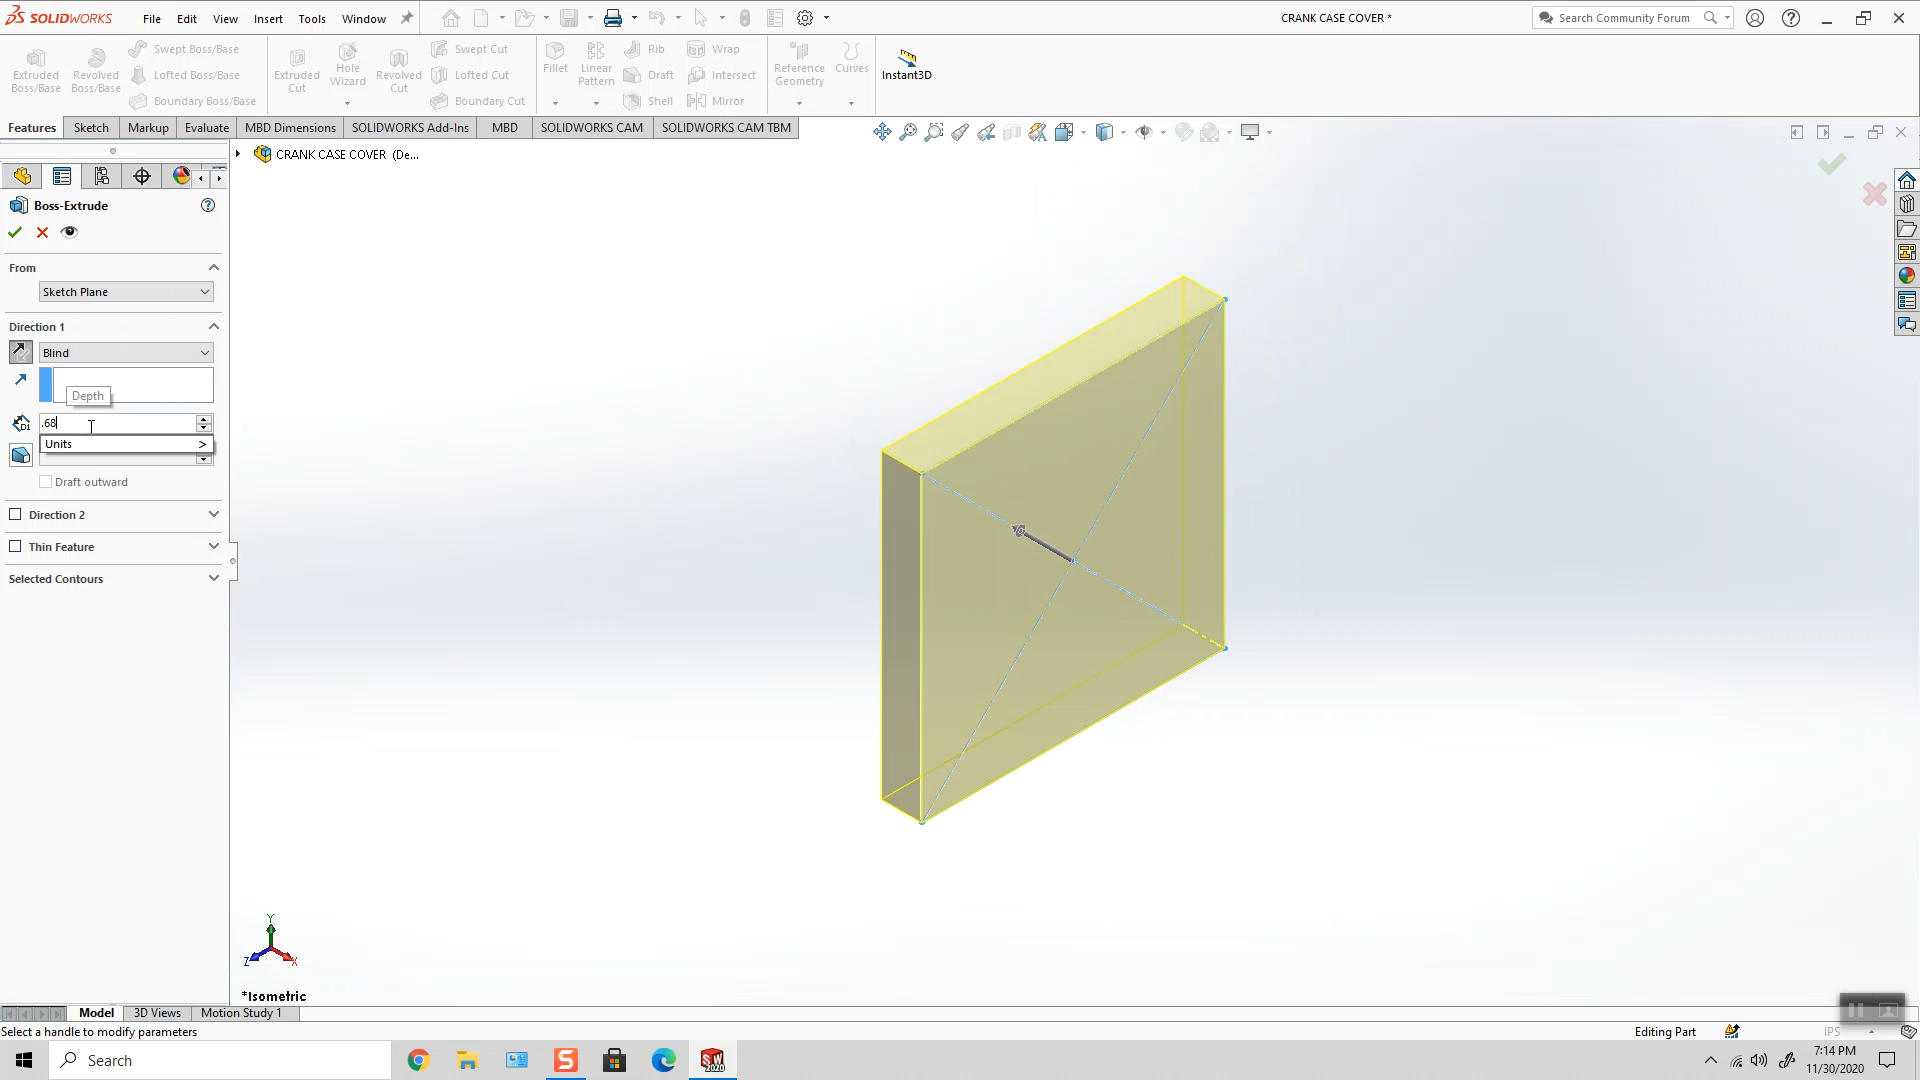 SOLIDWORKS File Edit View Insert Tools Window CRANK CASE COVER * Search Community Forum
Extruded Boss/Base Revolved Boss/Base Swept Boss/Base Lofted Boss/Base Boundary Boss/Base Extruded Cut Hole Wizard Revolved Cut Swept Cut Lofted Cut Boundary Cut Fillet Linear Pattern Rib Draft Shell Wrap Intersect Mirror Reference Geometry Curves Instant3D
Features Sketch Markup Evaluate MBD Dimensions SOLIDWORKS Add-Ins MBD SOLIDWORKS CAM SOLIDWORKS CAM TBM
CRANK CASE COVER (De...
Boss-Extrude
From
Sketch Plane
Direction 1
Blind
Depth
D1 .68
Units >
Draft outward
Direction 2
Thin Feature
Selected Contours
Y
Z X
*Isometric
Model 3D Views Motion Study 1
Select a handle to modify parameters Editing Part IPS
Search S SW 2020 7:14 PM
11/30/2020